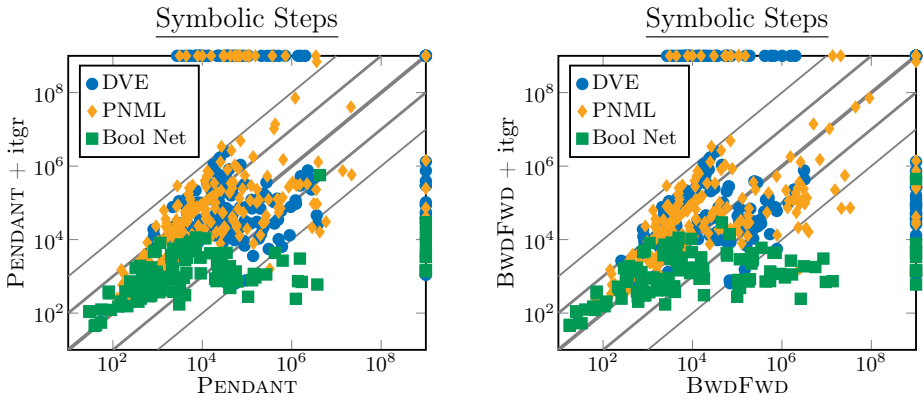 Symbolic Steps
DVE
PNML
Bool Net
10^8
10^6
10^4
10^2
PENDANT + itgr
10^2 10^4 10^6 10^8
PENDANT
Symbolic Steps
DVE
PNML
Bool Net
10^8
10^6
10^4
10^2
BWDFWD + itgr
10^2 10^4 10^6 10^8
BWDFWD